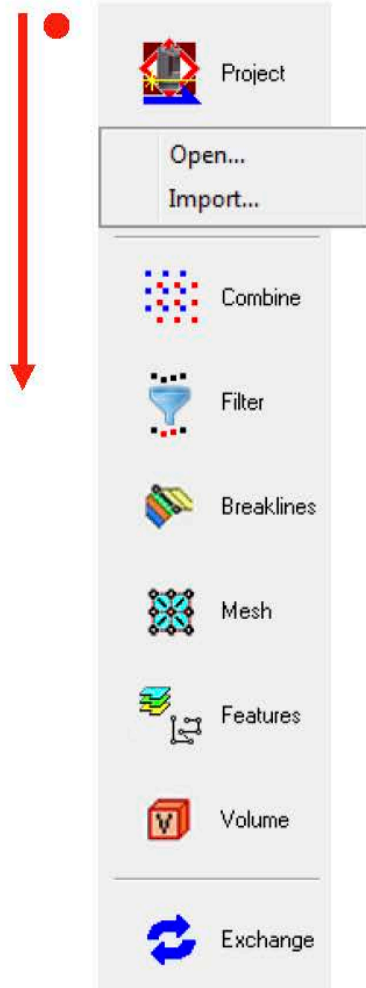 Project
Open...
Import...
Combine
Filter
Breaklines
Mesh
Features
Volume
V
Exchange